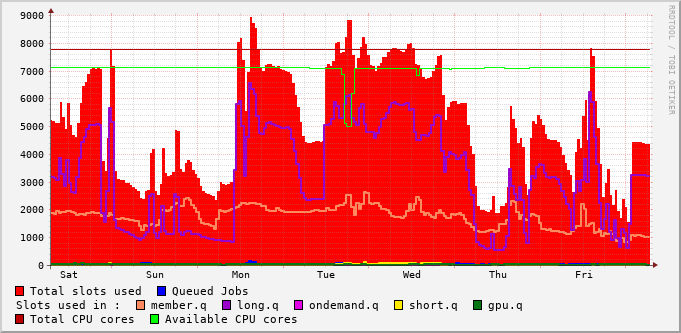 RRDTOOL / TOBI OETIKER
9000
8000
7000
6000
5000
4000
3000
2000
1000
0
Sat Sun Mon Tue Wed Thu Fri
Total slots used Queued Jobs
Slots used in : member.q long.q ondemand.q short.q gpu.q
Total CPU cores Available CPU cores